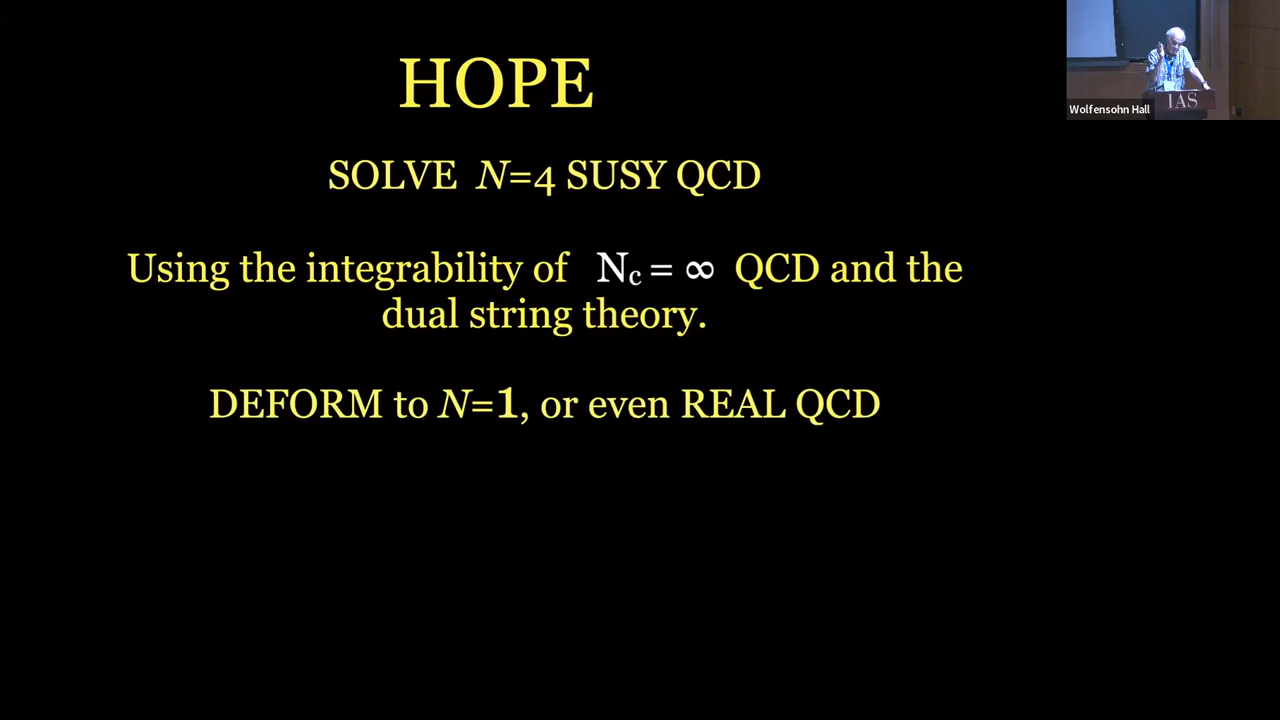 HOPE
SOLVE N=4 SUSY QCD
Using the integrability of Nc = ∞ QCD and the
dual string theory.
DEFORM to N=1, or even REAL QCD
IAS
Wolfensohn Hall